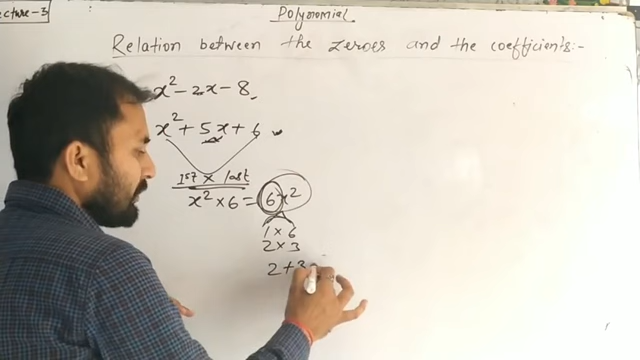 Lecture-3
Polynomial
Relation between the zeroes and the coefficients:-
x² - 2x - 8.
x² + 5x + 6
1st × last
x² × 6 = 6x²
1 × 6
2 × 3
2 + 3